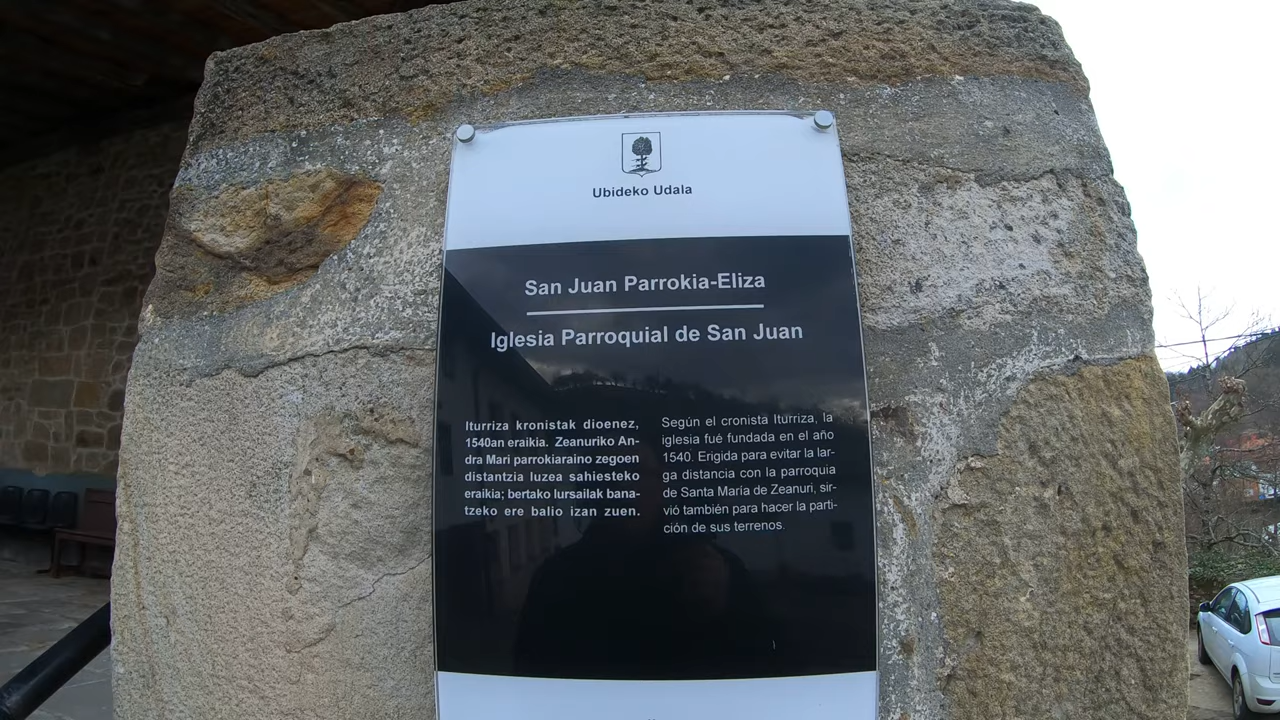 Ubideko Udala
San Juan Parrokia-Eliza
Iglesia Parroquial de San Juan
Iturriza kronistak dioenez,
1540an eraikia. Zeanuriko An-
dra Mari parrokiaraino zegoen
distantzia luzea sahiesteko
eraikia; bertako lursailak bana-
tzeko ere balio izan zuen.
Según el cronista Iturriza, la
iglesia fué fundada en el año
1540. Erigida para evitar la lar-
ga distancia con la parroquia
de Santa María de Zeanuri, sir-
vió también para hacer la parti-
ción de sus terrenos.